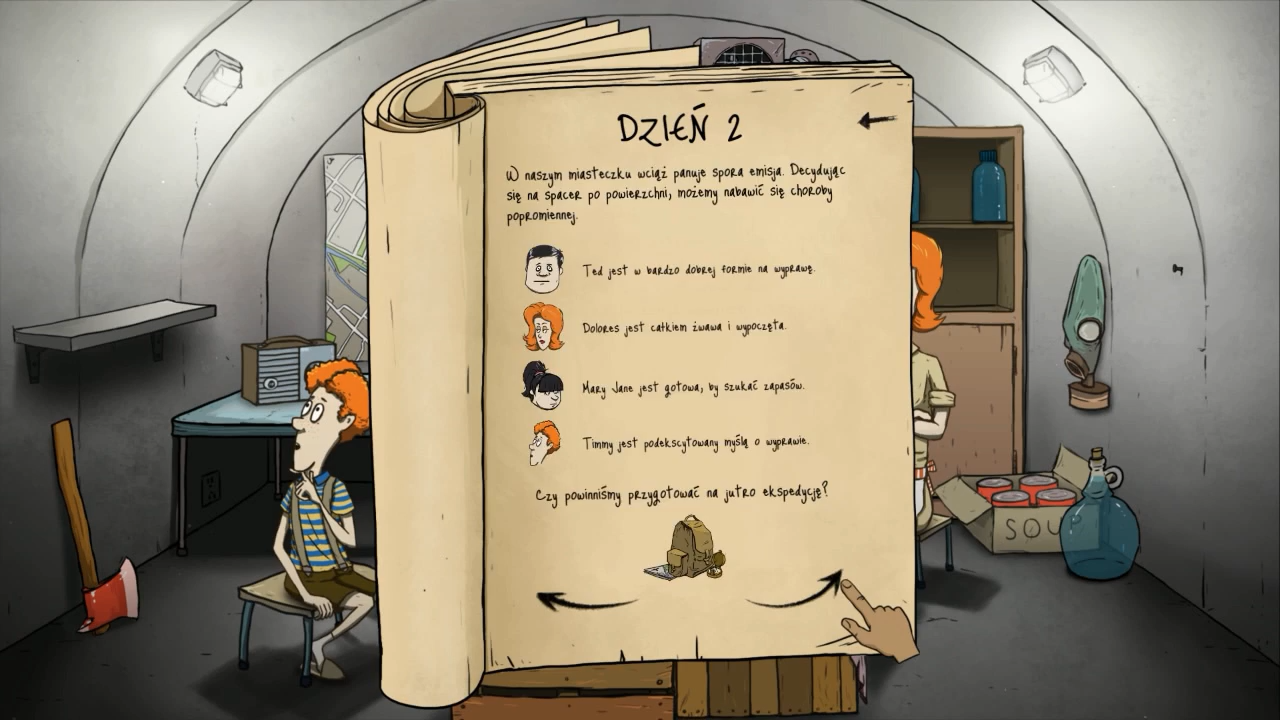 DZIEŃ 2
W naszym miasteczku wciąż panuje spora emisja. Decydując
się na spacer po powierzchni, możemy nabawić się choroby
popromiennej.
Ted jest w bardzo dobrej formie na wyprawę.
Dolores jest całkiem żwawa i wypoczęta.
Mary Jane jest gotowa, by szukać zapasów.
Timmy jest podekscytowany myślą o wyprawie.
Czy powinniśmy przygotować na jutro ekspedycję?
SOU